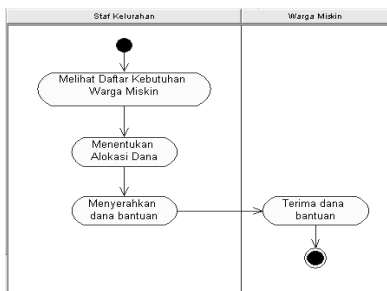 Staf Kelurahan
Warga Miskin
Melihat Daftar Kebutuhan
Warga Miskin
Menentukan
Alokasi Dana
Menyerahkan
dana bantuan
Terima dana
bantuan